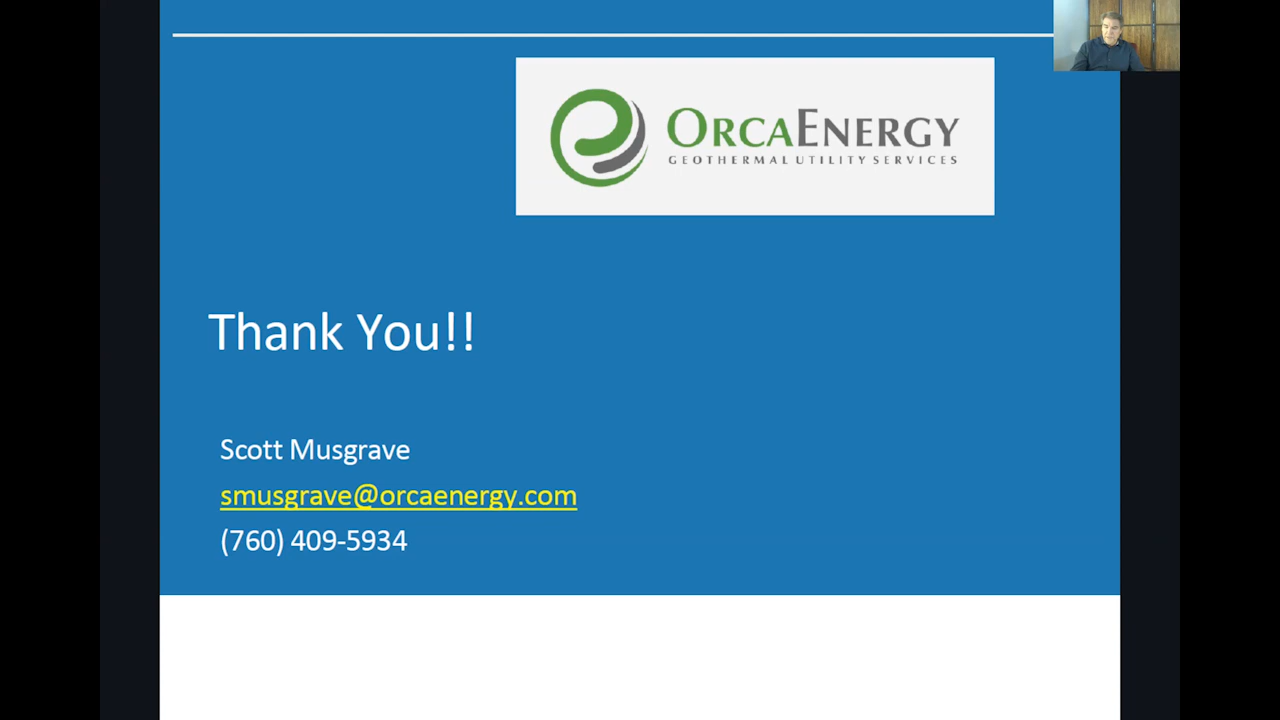 ORCAENERGY
GEOTHERMAL UTILITY SERVICES
Thank You!!
Scott Musgrave
smusgrave@orcaenergy.com
(760) 409-5934